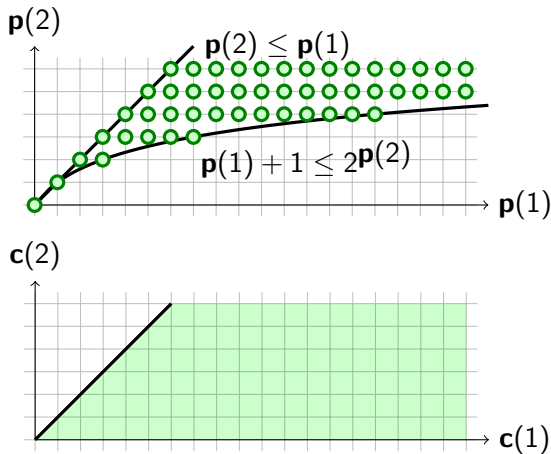 p(2)
p(2) ≤ p(1)
p(1) + 1 ≤ 2^p(2)
p(1)
c(2)
c(1)